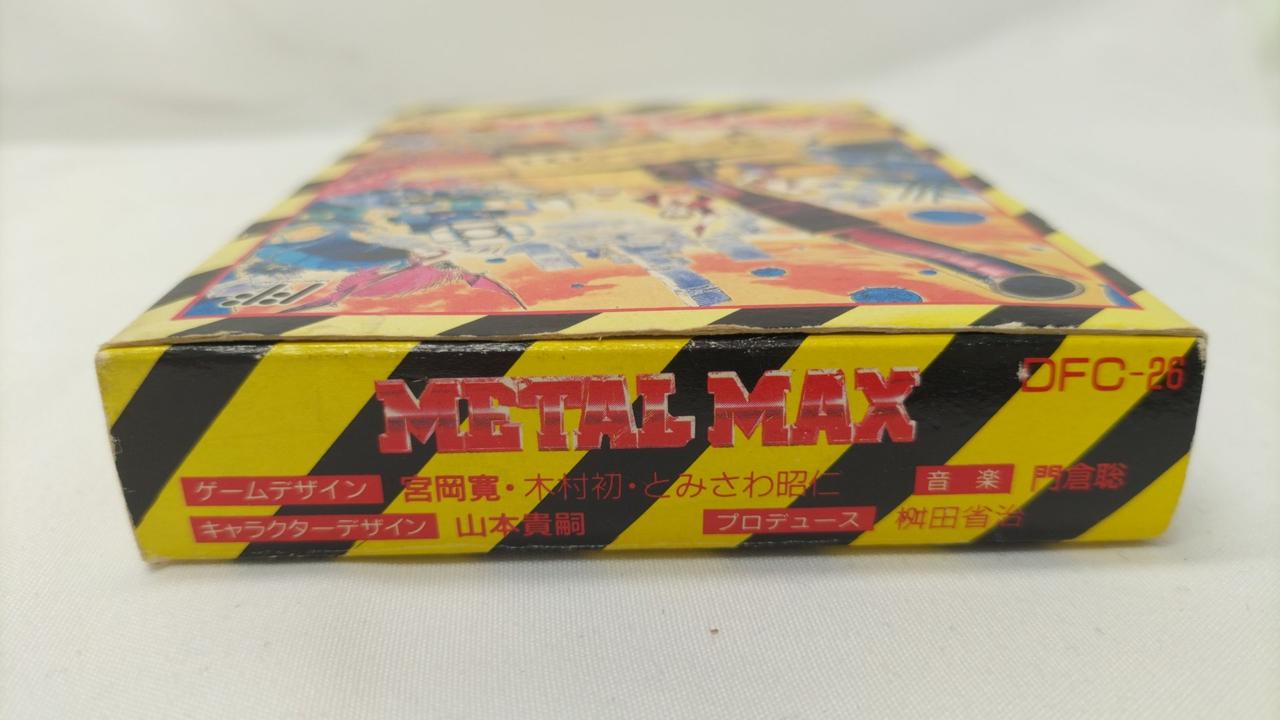 METAL MAX
DFC-26
ゲームデザイン 宮岡寛・木村初・とみさわ昭仁 音楽 門倉聡
キャラクターデザイン 山本貴嗣 プロデュース 桝田省治